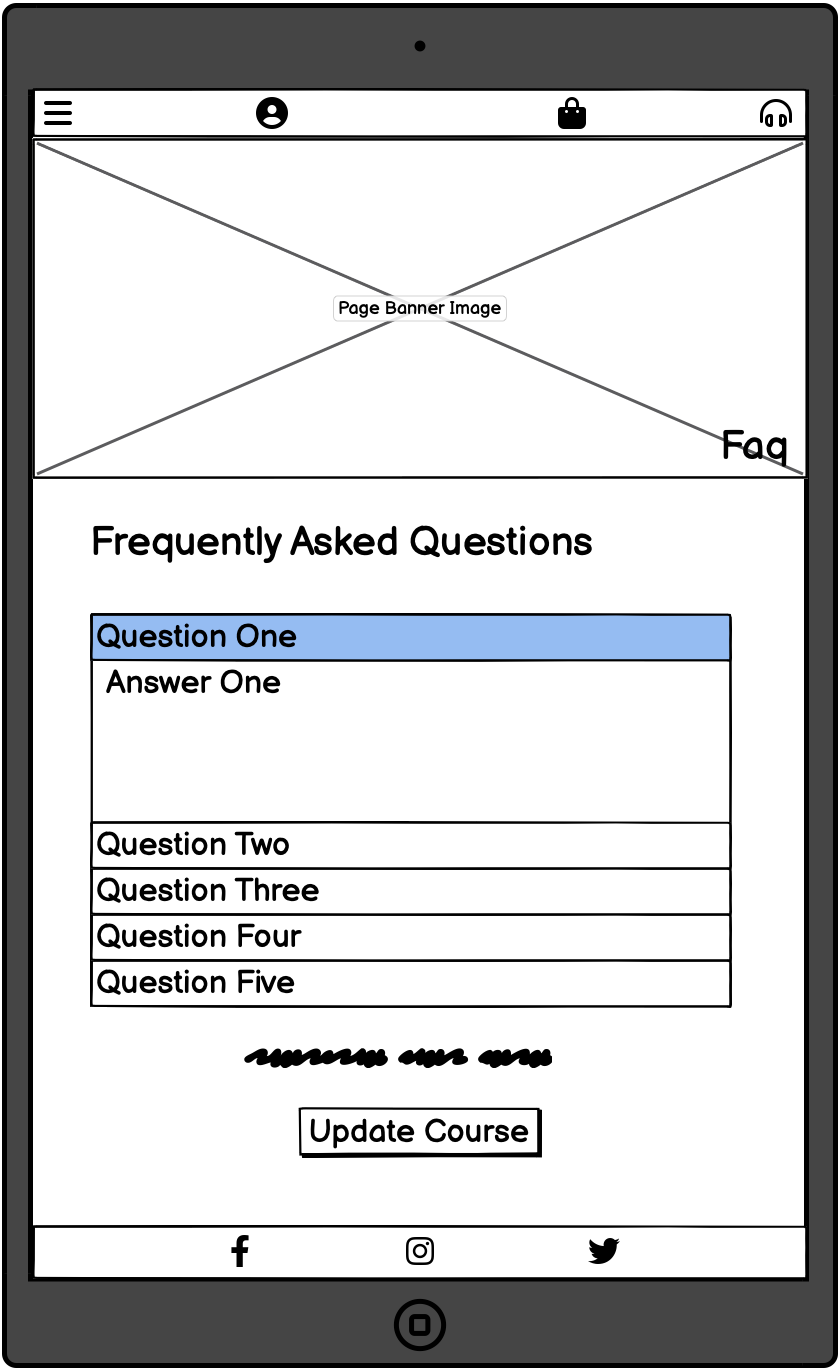 Page Banner Image
Faq
Frequently Asked Questions
Question One
Answer One
Question Two
Question Three
Question Four
Question Five
Update Course